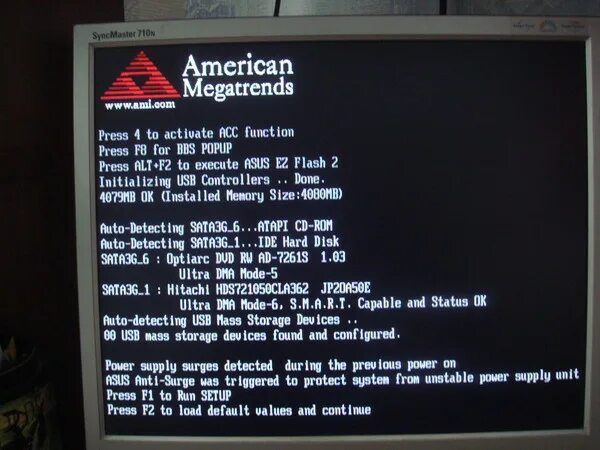 SyncMaster 710N
American
Megatrends
www.ami.com
Press 4 to activate ACC function
Press F8 for BBS POPUP
Press ALT+F2 to execute ASUS EZ Flash 2
Initializing USB Controllers .. Done.
4079MB OK (Installed Memory Size:4080MB)
Auto-Detecting SATA3G_6...ATAPI CD-ROM
Auto-Detecting SATA3G_1...IDE Hard Disk
SATA3G_6 : Optiarc DVD RW AD-7261S 1.03
Ultra DMA Mode-5
SATA3G_1 : Hitachi HDS721050CLA362 JP2OA50E
Ultra DMA Mode-6, S.M.A.R.T. Capable and Status OK
Auto-detecting USB Mass Storage Devices ..
00 USB mass storage devices found and configured.
Power supply surges detected during the previous power on
ASUS Anti-Surge was triggered to protect system from unstable power supply unit
Press F1 to Run SETUP
Press F2 to load default values and continue